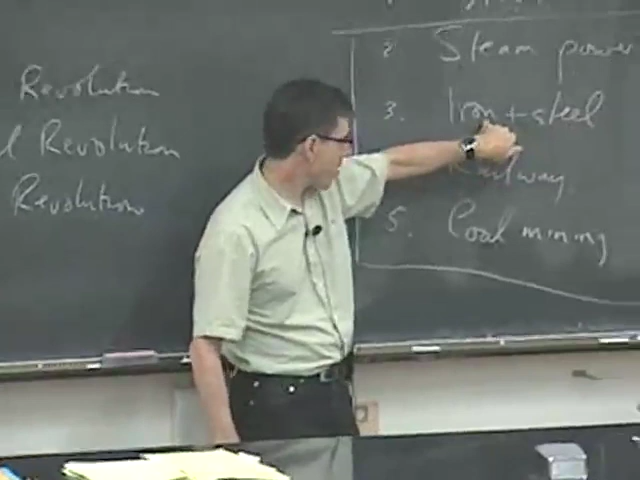 Revolution
l Revolution
Revolution
2 Steam power
3. Iron + steel
Railway
5. Coal mining